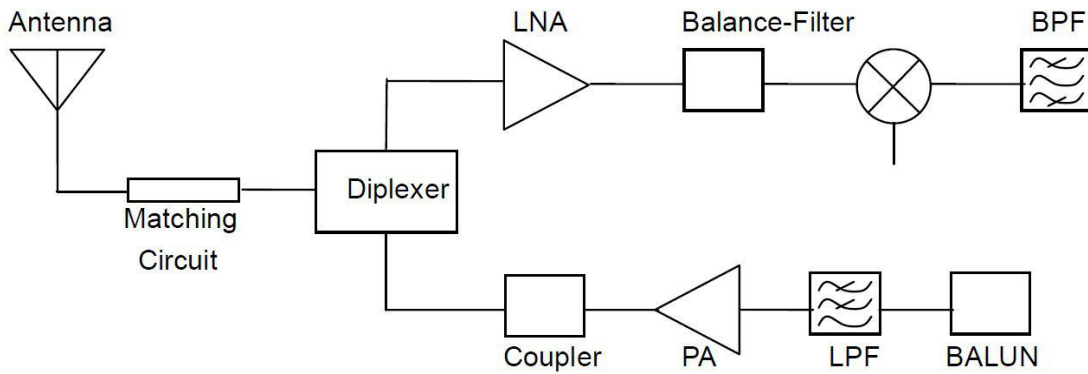 Antenna
LNA
Balance-Filter
BPF
Diplexer
Matching
Circuit
Coupler
PA
LPF
BALUN